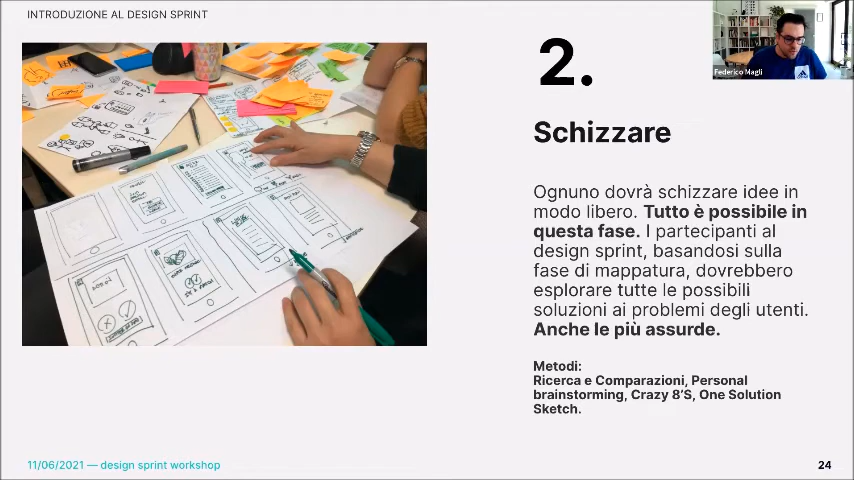 INTRODUZIONE AL DESIGN SPRINT
Federico Magli
2.
Schizzare
Ognuno dovrà schizzare idee in
modo libero. Tutto è possibile in
questa fase. I partecipanti al
design sprint, basandosi sulla
fase di mappatura, dovrebbero
esplorare tutte le possibili
soluzioni ai problemi degli utenti.
Anche le più assurde.
Metodi:
Ricerca e Comparazioni, Personal
brainstorming, Crazy 8'S, One Solution
Sketch.
11/06/2021 — design sprint workshop
24